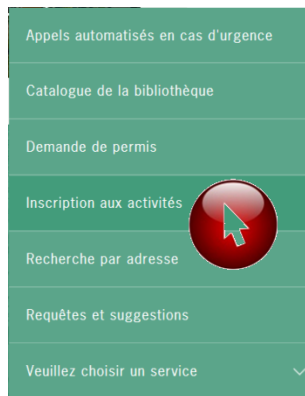 Appels automatisés en cas d'urgence
Catalogue de la bibliothèque
Demande de permis
Inscription aux activités
Recherche par adresse
Requêtes et suggestions
Veuillez choisir un service